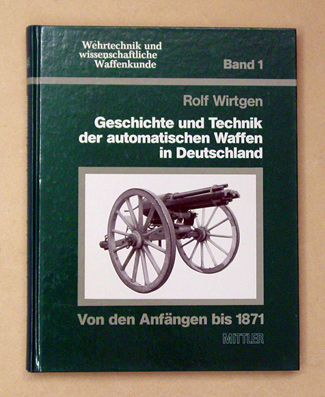 Wehrtechnik und
wissenschaftliche
Waffenkunde
Band 1
Rolf Wirtgen
Geschichte und Technik
der automatischen Waffen
in Deutschland
Von den Anfängen bis 1871
MITTLER